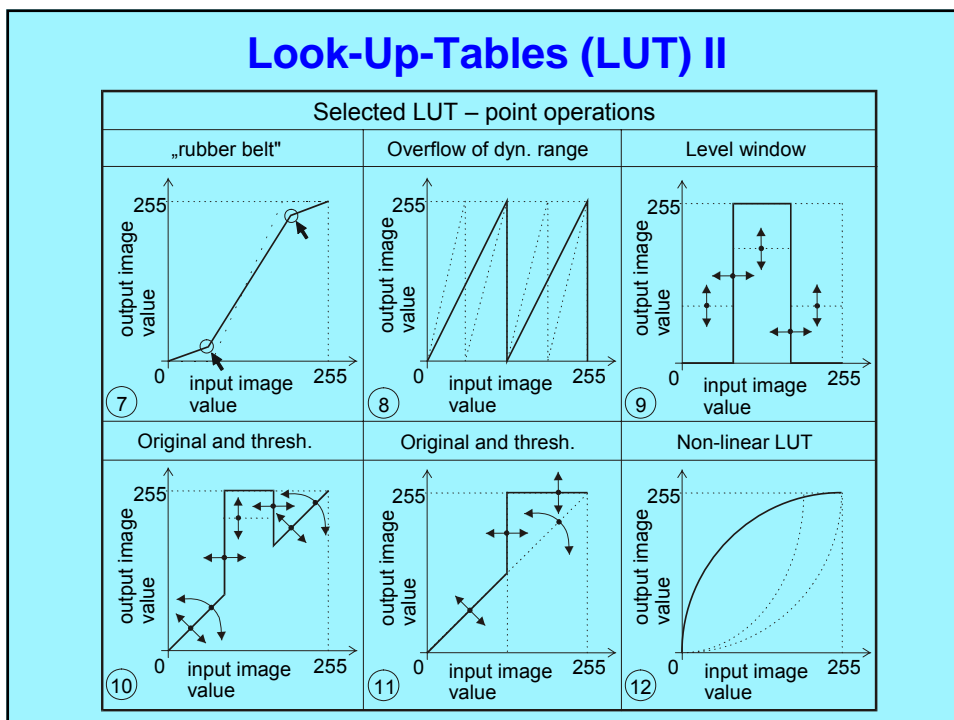 Look-Up-Tables (LUT) II
Selected LUT – point operations
„rubber belt"
Overflow of dyn. range
Level window
255
output image
value
0
input image
value
255
7
255
output image
value
0
input image
value
255
8
255
output image
value
0
input image
value
255
9
Original and thresh.
Original and thresh.
Non-linear LUT
255
output image
value
0
input image
value
255
10
255
output image
value
0
input image
value
255
11
255
output image
value
0
input image
value
255
12